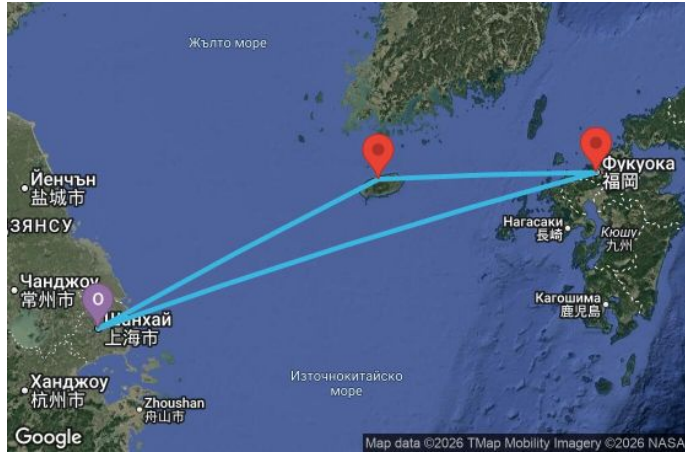 Жълто море
Йенчън
盐城市
ДЗЯНСУ
Чанджоу
常州市
O
Шанхай
上海市
Ханджоу
杭州市
Zhoushan
舟山市
Източнокитайско
море
Фукуока
福岡
Нагасаки
長崎
Кюшу
九州
Кагошима
鹿児島
Google
Map data ©2026 TMap Mobility Imagery ©2026 NASA